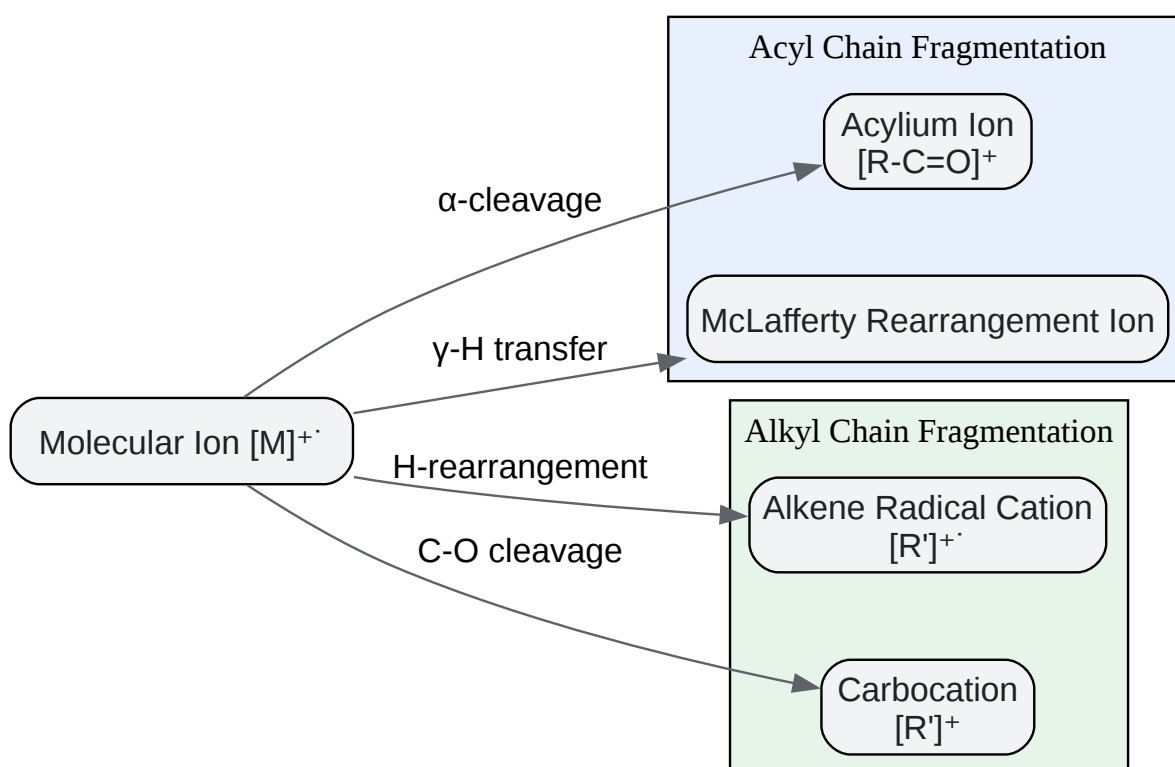 Acyl Chain Fragmentation
Acylium Ion
[R-C=O]⁺
α-cleavage
McLafferty Rearrangement Ion
γ-H transfer
Molecular Ion [M]⁺˙
Alkyl Chain Fragmentation
H-rearrangement
Alkene Radical Cation
[R']⁺˙
C-O cleavage
Carbocation
[R']⁺